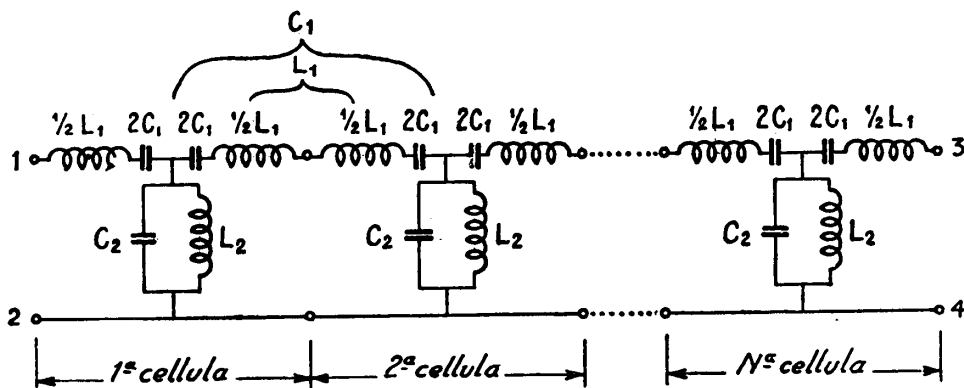 C₁
L₁
½L₁ 2C₁ 2C₁ ½L₁ ½L₁ 2C₁ 2C₁ ½L₁ ½L₁ 2C₁ 2C₁ ½L₁
1 3
C₂ L₂ C₂ L₂ C₂ L₂
2 4
1ª cellula 2ª cellula Nª cellula